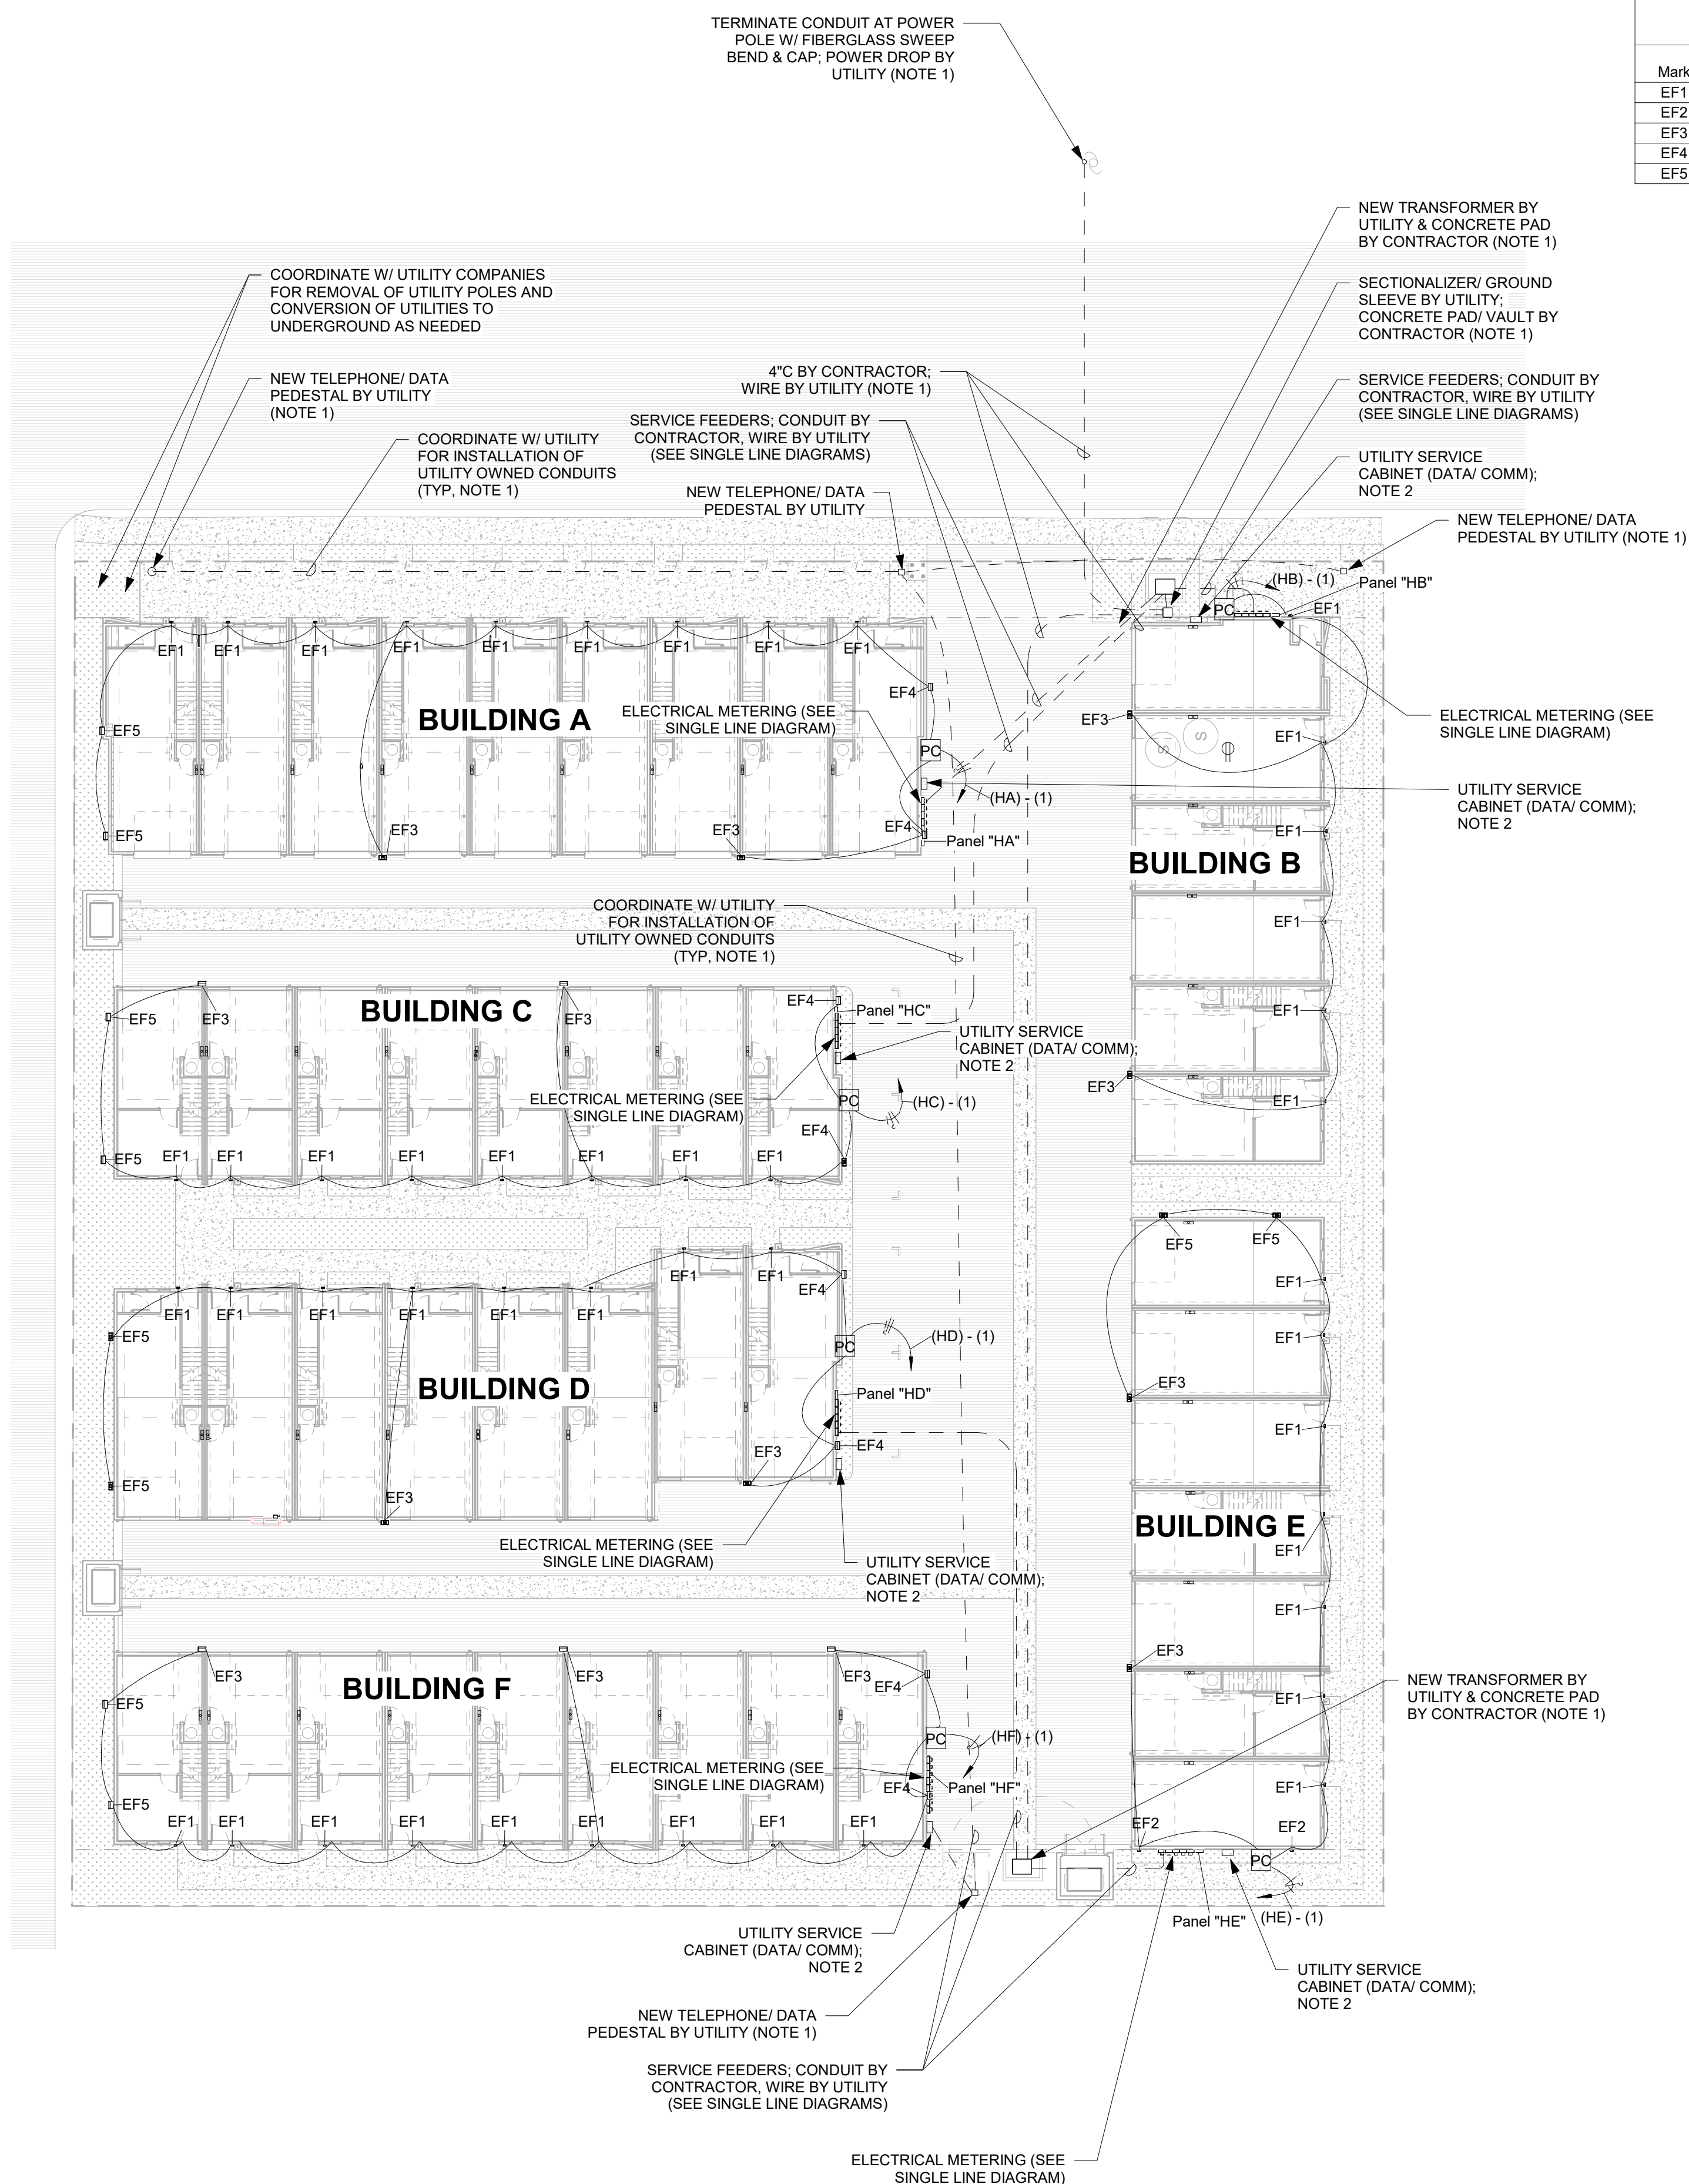 TERMINATE CONDUIT AT POWER
POLE W/ FIBERGLASS SWEEP
BEND & CAP; POWER DROP BY
UTILITY (NOTE 1)
Mark
EF1
EF2
EF3
EF4
EF5
NEW TRANSFORMER BY
UTILITY & CONCRETE PAD
BY CONTRACTOR (NOTE 1)
COORDINATE W/ UTILITY COMPANIES
FOR REMOVAL OF UTILITY POLES AND
CONVERSION OF UTILITIES TO
UNDERGROUND AS NEEDED
SECTIONALIZER/ GROUND
SLEEVE BY UTILITY;
CONCRETE PAD/ VAULT BY
CONTRACTOR (NOTE 1)
NEW TELEPHONE/ DATA
PEDESTAL BY UTILITY
(NOTE 1)
4"C BY CONTRACTOR;
WIRE BY UTILITY (NOTE 1)
SERVICE FEEDERS; CONDUIT BY
CONTRACTOR, WIRE BY UTILITY
(SEE SINGLE LINE DIAGRAMS)
COORDINATE W/ UTILITY
FOR INSTALLATION OF
UTILITY OWNED CONDUITS
(TYP, NOTE 1)
SERVICE FEEDERS; CONDUIT BY
CONTRACTOR, WIRE BY UTILITY
(SEE SINGLE LINE DIAGRAMS)
UTILITY SERVICE
CABINET (DATA/ COMM);
NOTE 2
NEW TELEPHONE/ DATA
PEDESTAL BY UTILITY
NEW TELEPHONE/ DATA
PEDESTAL BY UTILITY (NOTE 1)
(HB) - (1)
Panel "HB"
PC
EF1
EF1
EF1
EF1
EF1
EF1
EF1
EF1
EF1
EF1
EF4
BUILDING A
ELECTRICAL METERING (SEE
SINGLE LINE DIAGRAM)
EF3
EF1
S
S
ELECTRICAL METERING (SEE
SINGLE LINE DIAGRAM)
EF5
PC
(HA) - (1)
UTILITY SERVICE
CABINET (DATA/ COMM);
NOTE 2
EF5
EF3
EF3
EF4
Panel "HA"
EF1
BUILDING B
COORDINATE W/ UTILITY
FOR INSTALLATION OF
UTILITY OWNED CONDUITS
(TYP, NOTE 1)
EF1
BUILDING C
EF5
EF3
EF3
EF4
Panel "HC"
EF1
UTILITY SERVICE
CABINET (DATA/ COMM);
NOTE 2
ELECTRICAL METERING (SEE
SINGLE LINE DIAGRAM)
PC
(HC) - (1)
EF3
EF1
EF4
EF5
EF1
EF1
EF1
EF1
EF1
EF1
EF1
EF1
EF5
EF5
EF1
EF1
EF4
EF1
EF1
EF1
EF1
EF1
EF1
EF1
EF5
PC
(HD) - (1)
EF1
BUILDING D
Panel "HD"
EF3
EF3
EF4
EF1
EF5
EF3
ELECTRICAL METERING (SEE
SINGLE LINE DIAGRAM)
BUILDING E
EF1
UTILITY SERVICE
CABINET (DATA/ COMM);
NOTE 2
EF1
EF3
BUILDING F
EF3
EF3
EF3
EF4
EF5
EF1
NEW TRANSFORMER BY
UTILITY & CONCRETE PAD
BY CONTRACTOR (NOTE 1)
PC
(HF) - (1)
ELECTRICAL METERING (SEE
SINGLE LINE DIAGRAM)
EF4
Panel "HF"
EF1
EF5
EF1
EF1
EF1
EF1
EF1
EF1
EF1
EF1
EF1
EF2
EF2
PC
Panel "HE"
(HE) - (1)
UTILITY SERVICE
CABINET (DATA/ COMM);
NOTE 2
UTILITY SERVICE
CABINET (DATA/ COMM);
NOTE 2
NEW TELEPHONE/ DATA
PEDESTAL BY UTILITY (NOTE 1)
SERVICE FEEDERS; CONDUIT BY
CONTRACTOR, WIRE BY UTILITY
(SEE SINGLE LINE DIAGRAMS)
ELECTRICAL METERING (SEE
SINGLE LINE DIAGRAM)